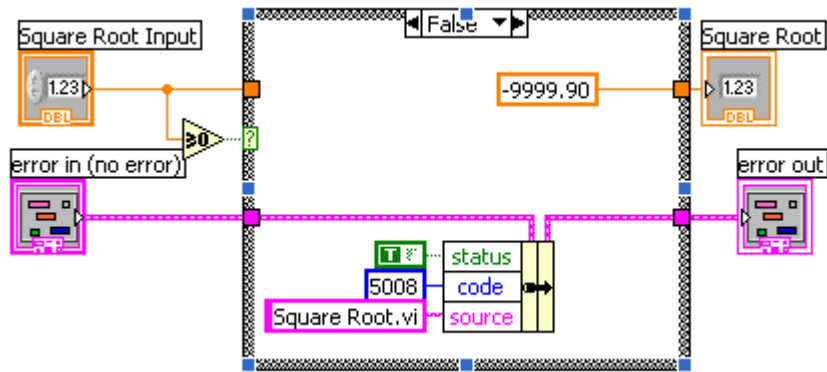 False
Square Root Input
Square Root
1.23
1.23
DBL
DBL
-9999.90
≥0
?
error in (no error)
error out
T
status
5008
code
Square Root.vi
source